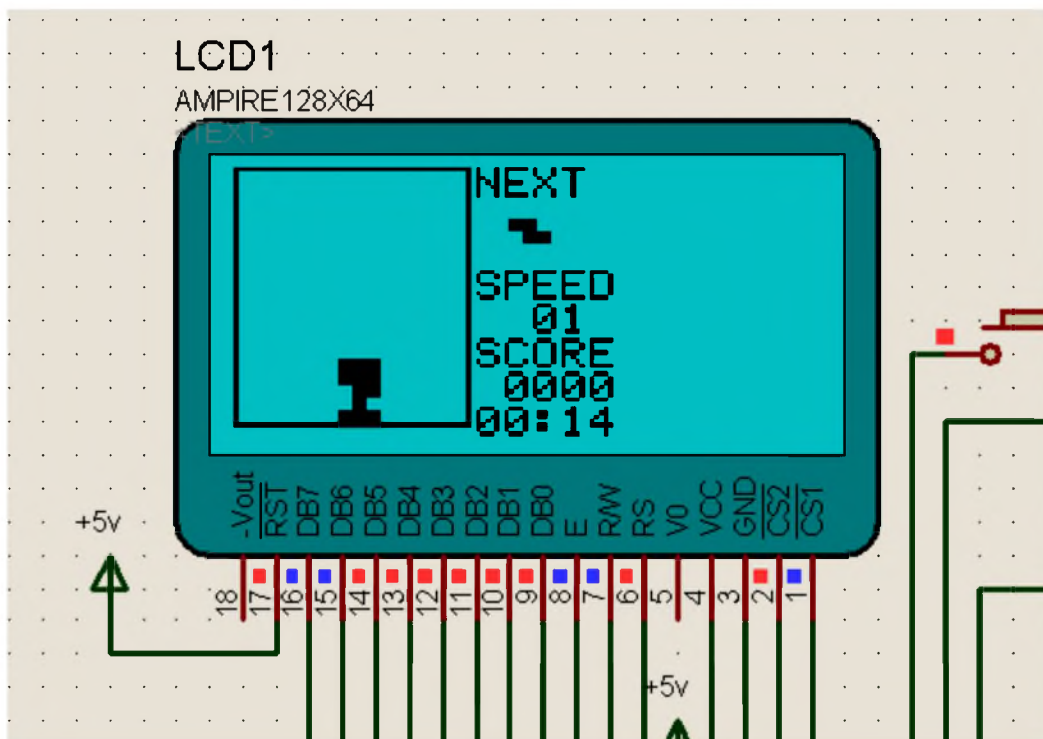 LCD1
AMPIRE128X64
<TEXT>
NEXT
SPEED
01
SCORE
0000
00:14
-Vout
RST
DB7
DB6
DB5
DB4
DB3
DB2
DB1
DB0
E
R/W
RS
V0
VCC
GND
CS2
CS1
+5v
18
17
16
15
14
13
12
11
10
9
8
7
6
5
4
3
2
1
+5v